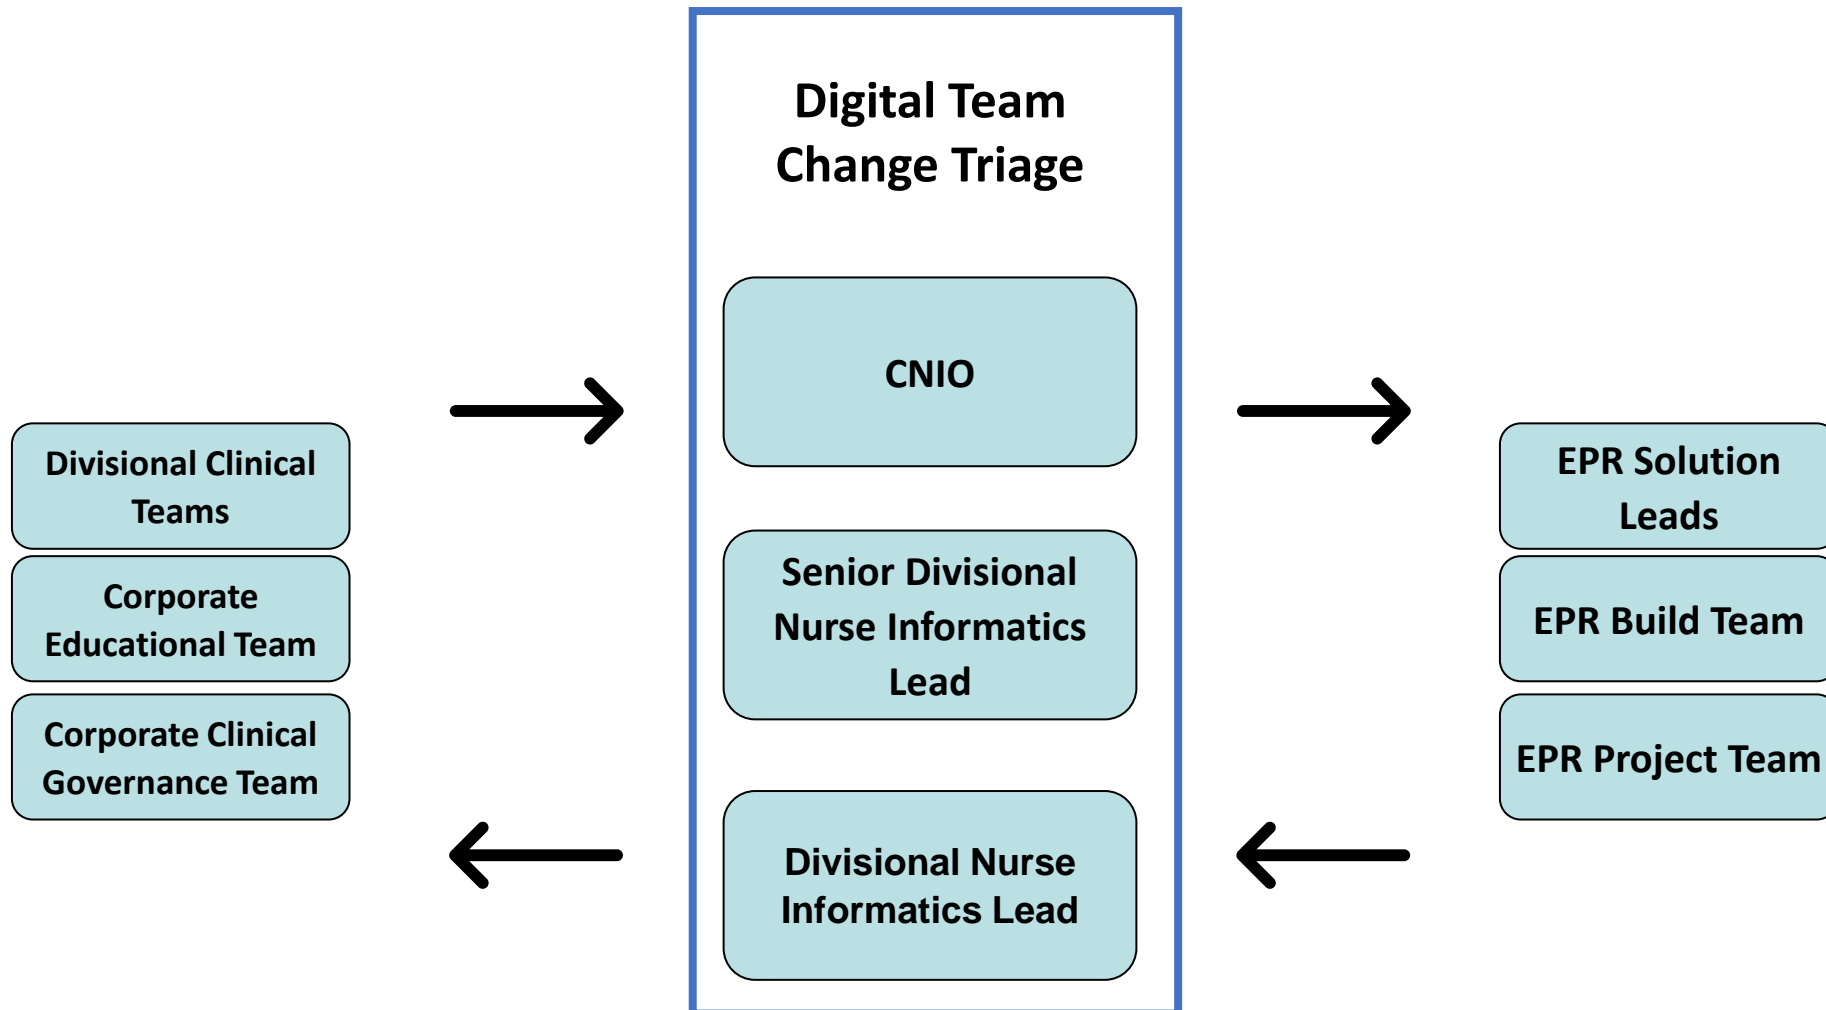 Digital Team
Change Triage
Divisional Clinical
Teams
Corporate
Educational Team
Corporate Clinical
Governance Team
CNIO
Senior Divisional
Nurse Informatics
Lead
Divisional Nurse
Informatics Lead
EPR Solution
Leads
EPR Build Team
EPR Project Team